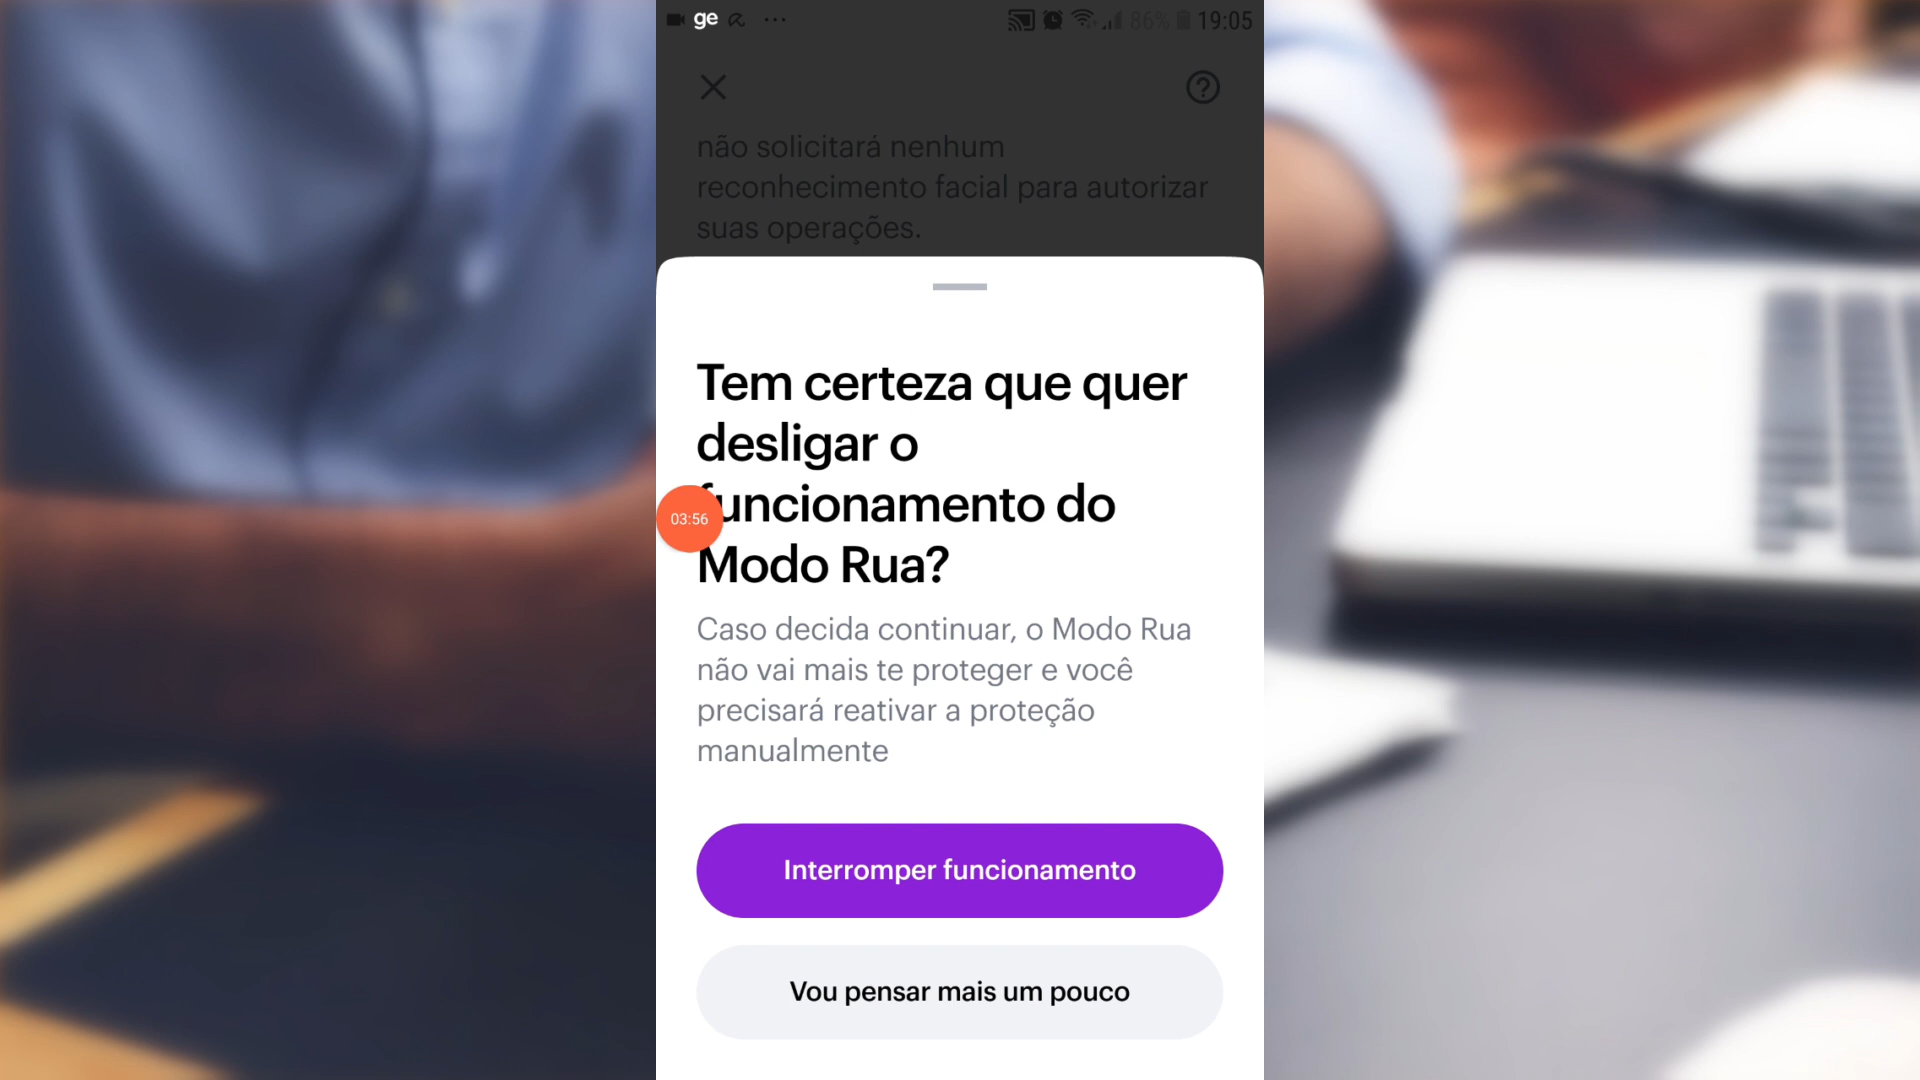 ge ... 86% 19:05
não solicitará nenhum
reconhecimento facial para autorizar
suas operações.
Tem certeza que quer
desligar o
funcionamento do
03:56
Modo Rua?
Caso decida continuar, o Modo Rua
não vai mais te proteger e você
precisará reativar a proteção
manualmente
Interromper funcionamento
Vou pensar mais um pouco